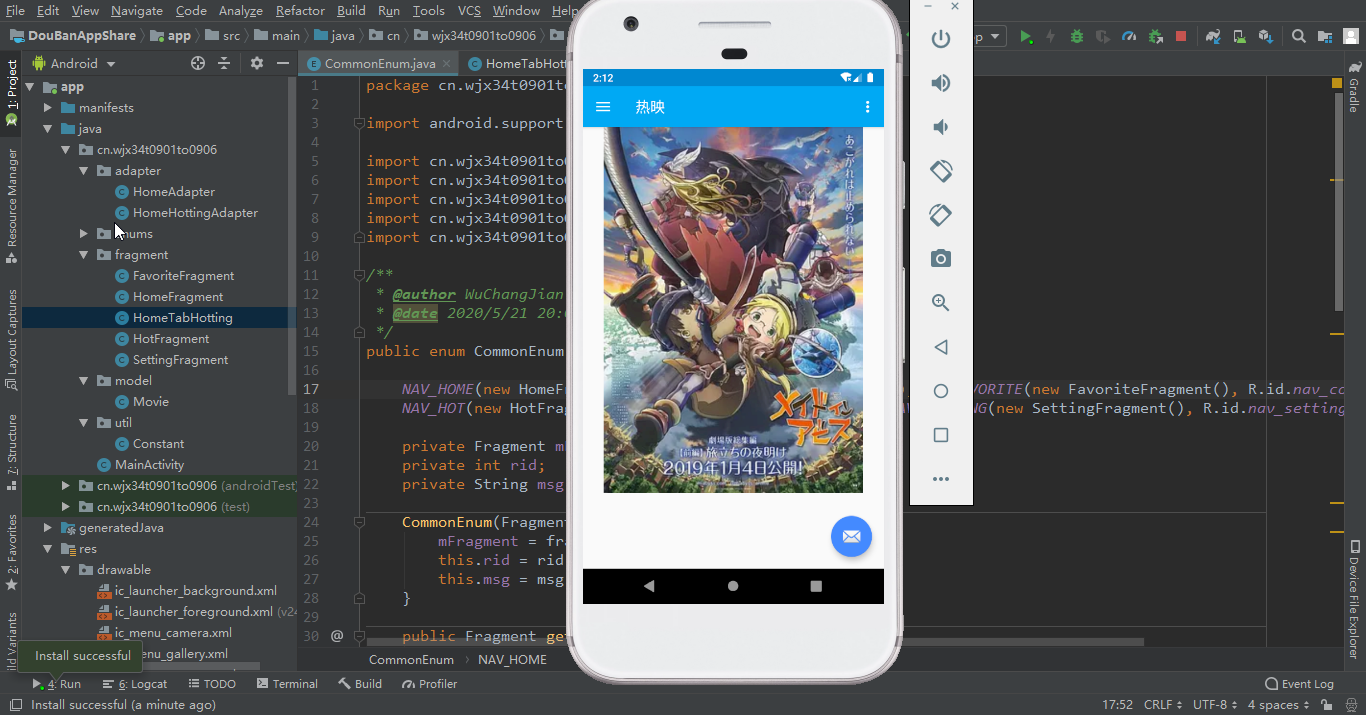 File Edit View Navigate Code Analyze Refactor Build Run Tools VCS Window Help
DouBanAppShare app src main java cn wjx34t0901to0906
Android
CommonEnum.java
HomeTabHott
1: Project
Resource Manager
Layout Captures
7: Structure
2: Favorites
ild Variants
app
manifests
java
cn.wjx34t0901to0906
adapter
HomeAdapter
HomeHottingAdapter
nums
fragment
FavoriteFragment
HomeFragment
HomeTabHotting
HotFragment
SettingFragment
model
Movie
util
Constant
MainActivity
cn.wjx34t0901to0906 (androidTest)
cn.wjx34t0901to0906 (test)
generatedJava
res
drawable
ic_launcher_background.xml
ic_launcher_foreground.xml (v24
ic_menu_camera.xml
enu_gallery.xml
Install successful
1 package cn.wjx34t0901to
2
3 import android.support
4
5 import cn.wjx34t0901to0
6 import cn.wjx34t0901to0
7 import cn.wjx34t0901to0
8 import cn.wjx34t0901to0
9 import cn.wjx34t0901to0
10
11 /**
12 * @author WuChangJian
13 * @date 2020/5/21 20:
14 */
15 public enum CommonEnum
16
17 NAV_HOME(new HomeF VORITE(new FavoriteFragment(), R.id.nav_co
18 NAV_HOT(new HotFrag NG(new SettingFragment(), R.id.nav_setting
19
20 private Fragment m
21 private int rid;
22 private String msg
23
24 CommonEnum(Fragment
25 mFragment = fra
26 this.rid = rid
27 this.msg = msg
28 }
29
30 @ public Fragment get
CommonEnum NAV_HOME
2:12
热映
あこがれは止められない
メイドインアビス
劇場版総集編
【前編】旅立ちの夜明け
2019年1月4日公開!
Gradle
Device File Explorer
4: Run 6: Logcat TODO Terminal Build Profiler Event Log
Install successful (a minute ago) 17:52 CRLF UTF-8 4 spaces